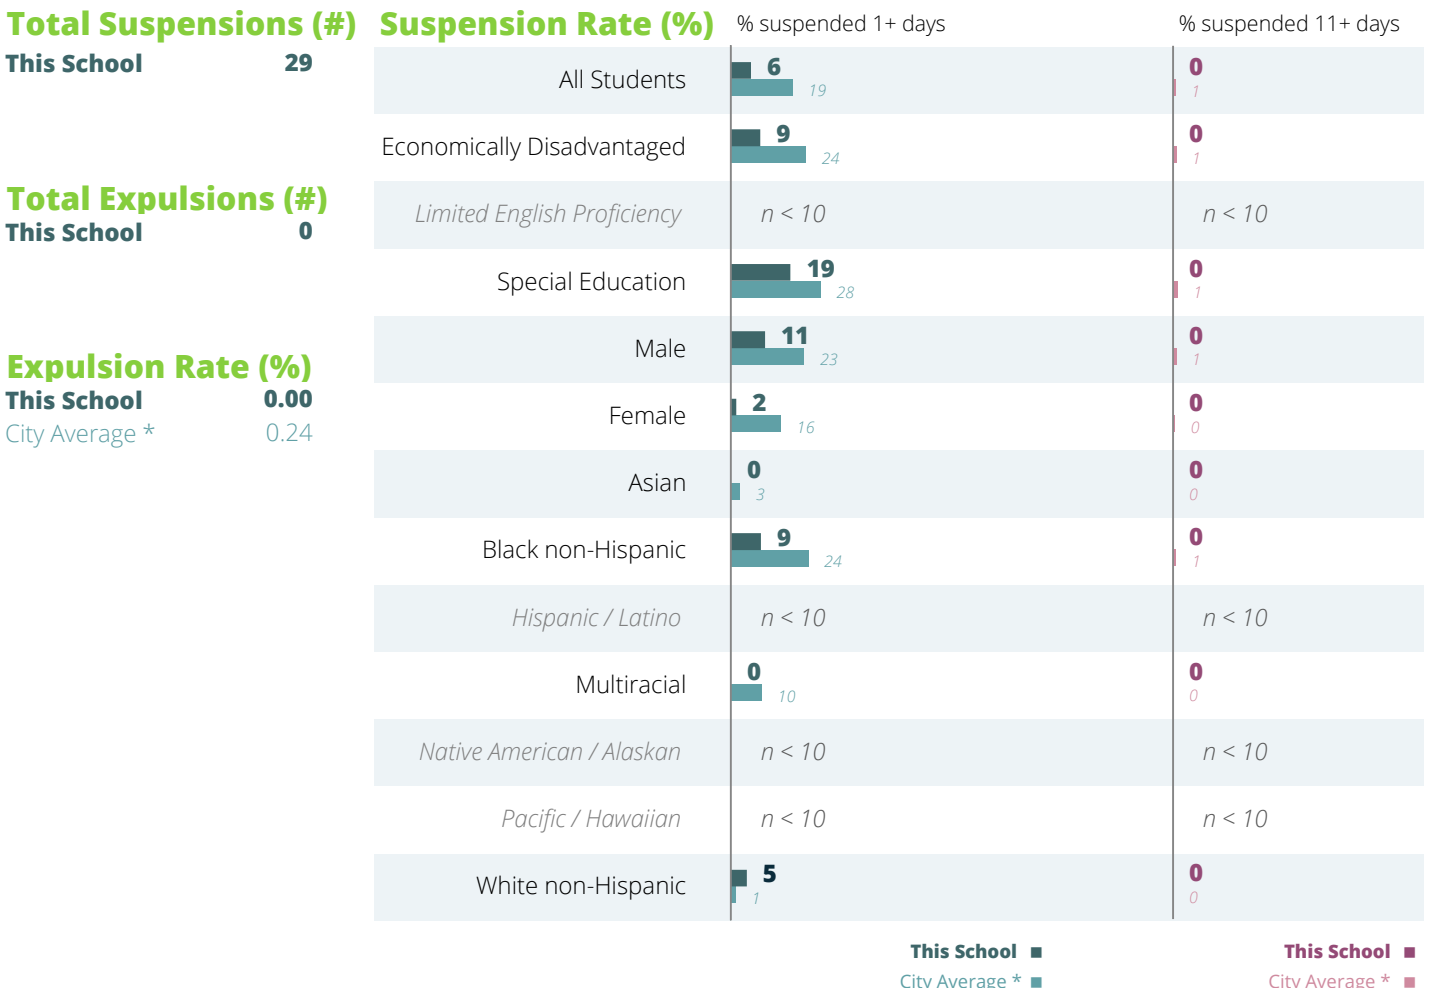 Total Suspensions (#)
This School 29
Total Expulsions (#)
This School 0
Expulsion Rate (%)
This School 0.00
City Average * 0.24
Suspension Rate (%) % suspended 1+ days % suspended 11+ days
All Students 6 0
19 1
Economically Disadvantaged 9 0
24 1
Limited English Proficiency n < 10 n < 10
Special Education 19 0
28 1
Male 11 0
23 1
Female 2 0
16 0
Asian 0 0
3 0
Black non-Hispanic 9 0
24 1
Hispanic / Latino n < 10 n < 10
Multiracial 0 0
10 0
Native American / Alaskan n < 10 n < 10
Pacific / Hawaiian n < 10 n < 10
White non-Hispanic 5 0
1 0
This School This School
City Average * City Average *